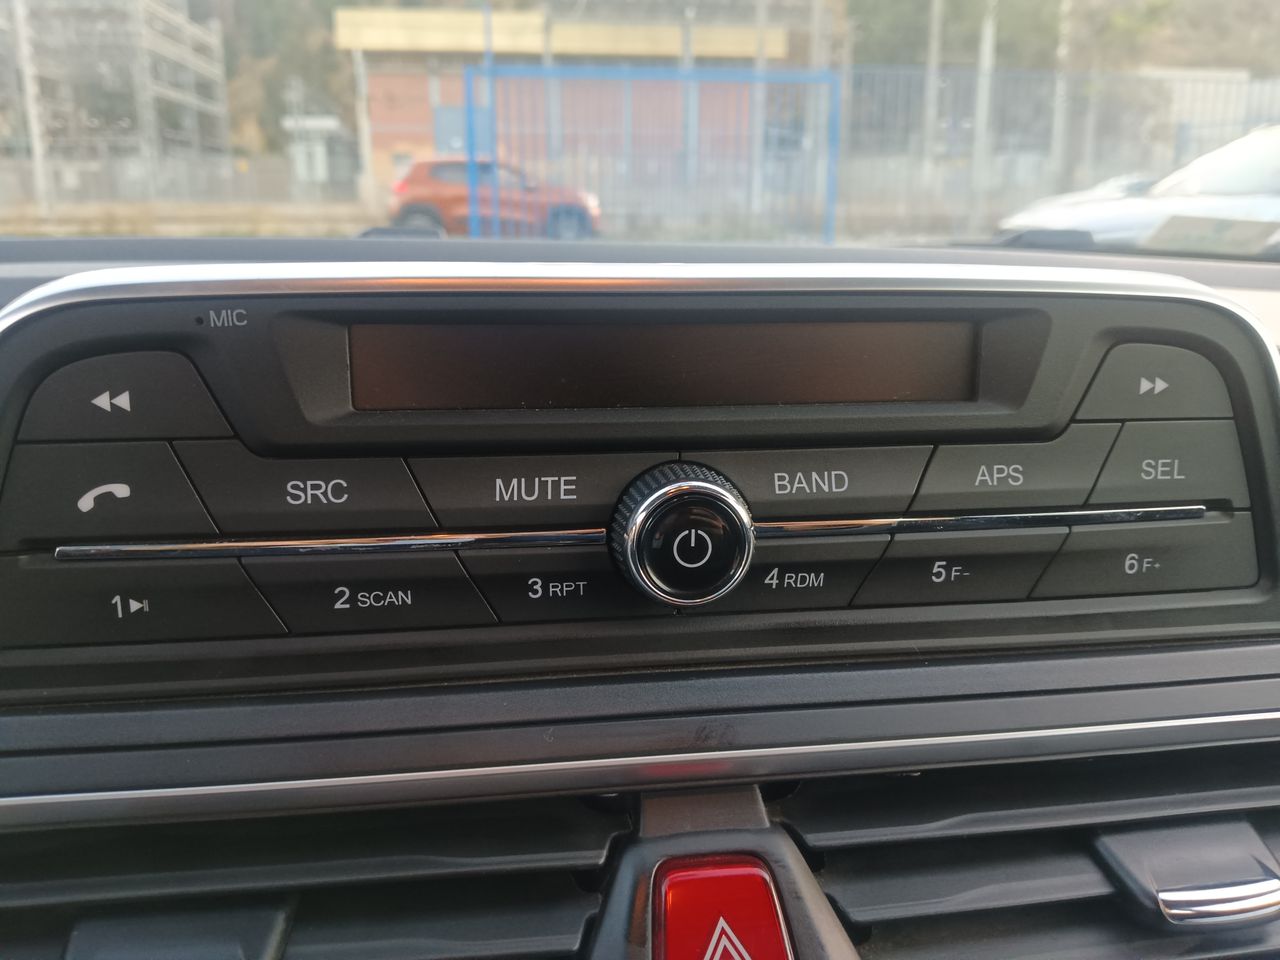 MIC
SRC
MUTE
BAND
APS
SEL
1
2 SCAN
3 RPT
4 RDM
5 F-
6 F+